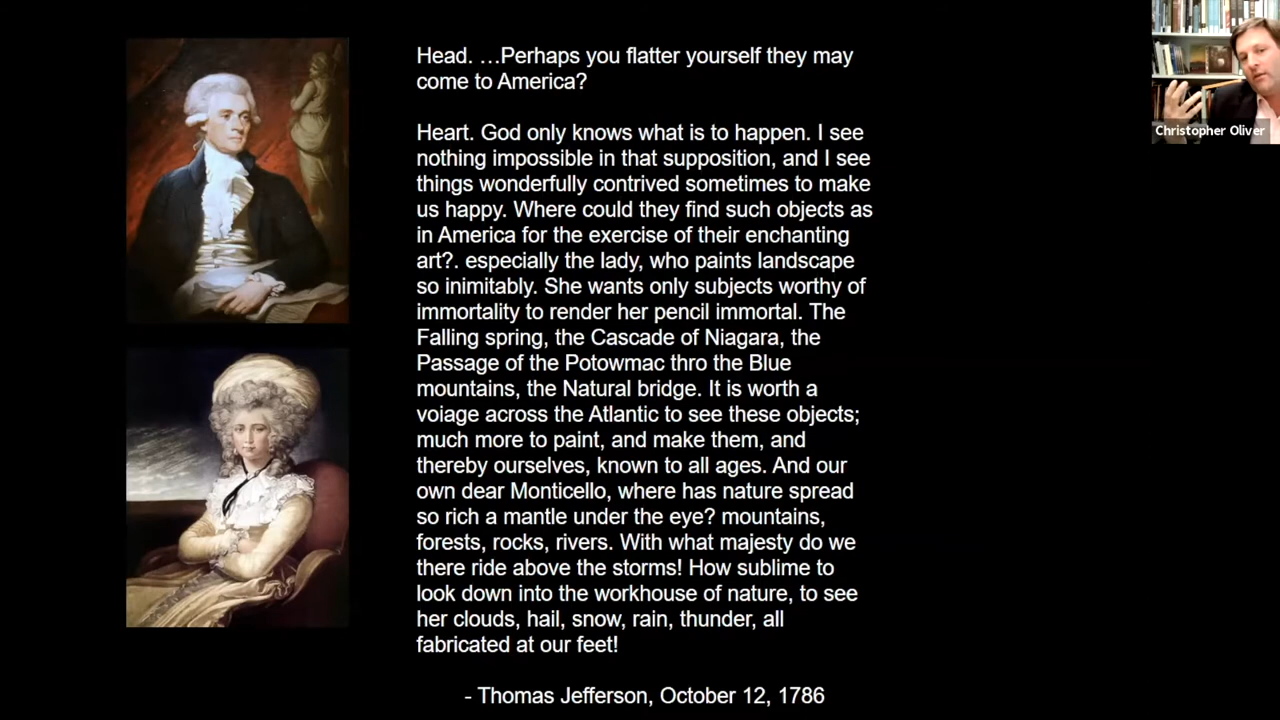 Head. …Perhaps you flatter yourself they may
come to America?
Heart. God only knows what is to happen. I see
nothing impossible in that supposition, and I see
things wonderfully contrived sometimes to make
us happy. Where could they find such objects as
in America for the exercise of their enchanting
art?. especially the lady, who paints landscape
so inimitably. She wants only subjects worthy of
immortality to render her pencil immortal. The
Falling spring, the Cascade of Niagara, the
Passage of the Potowmac thro the Blue
mountains, the Natural bridge. It is worth a
voiage across the Atlantic to see these objects;
much more to paint, and make them, and
thereby ourselves, known to all ages. And our
own dear Monticello, where has nature spread
so rich a mantle under the eye? mountains,
forests, rocks, rivers. With what majesty do we
there ride above the storms! How sublime to
look down into the workhouse of nature, to see
her clouds, hail, snow, rain, thunder, all
fabricated at our feet!
- Thomas Jefferson, October 12, 1786
Christopher Oliver